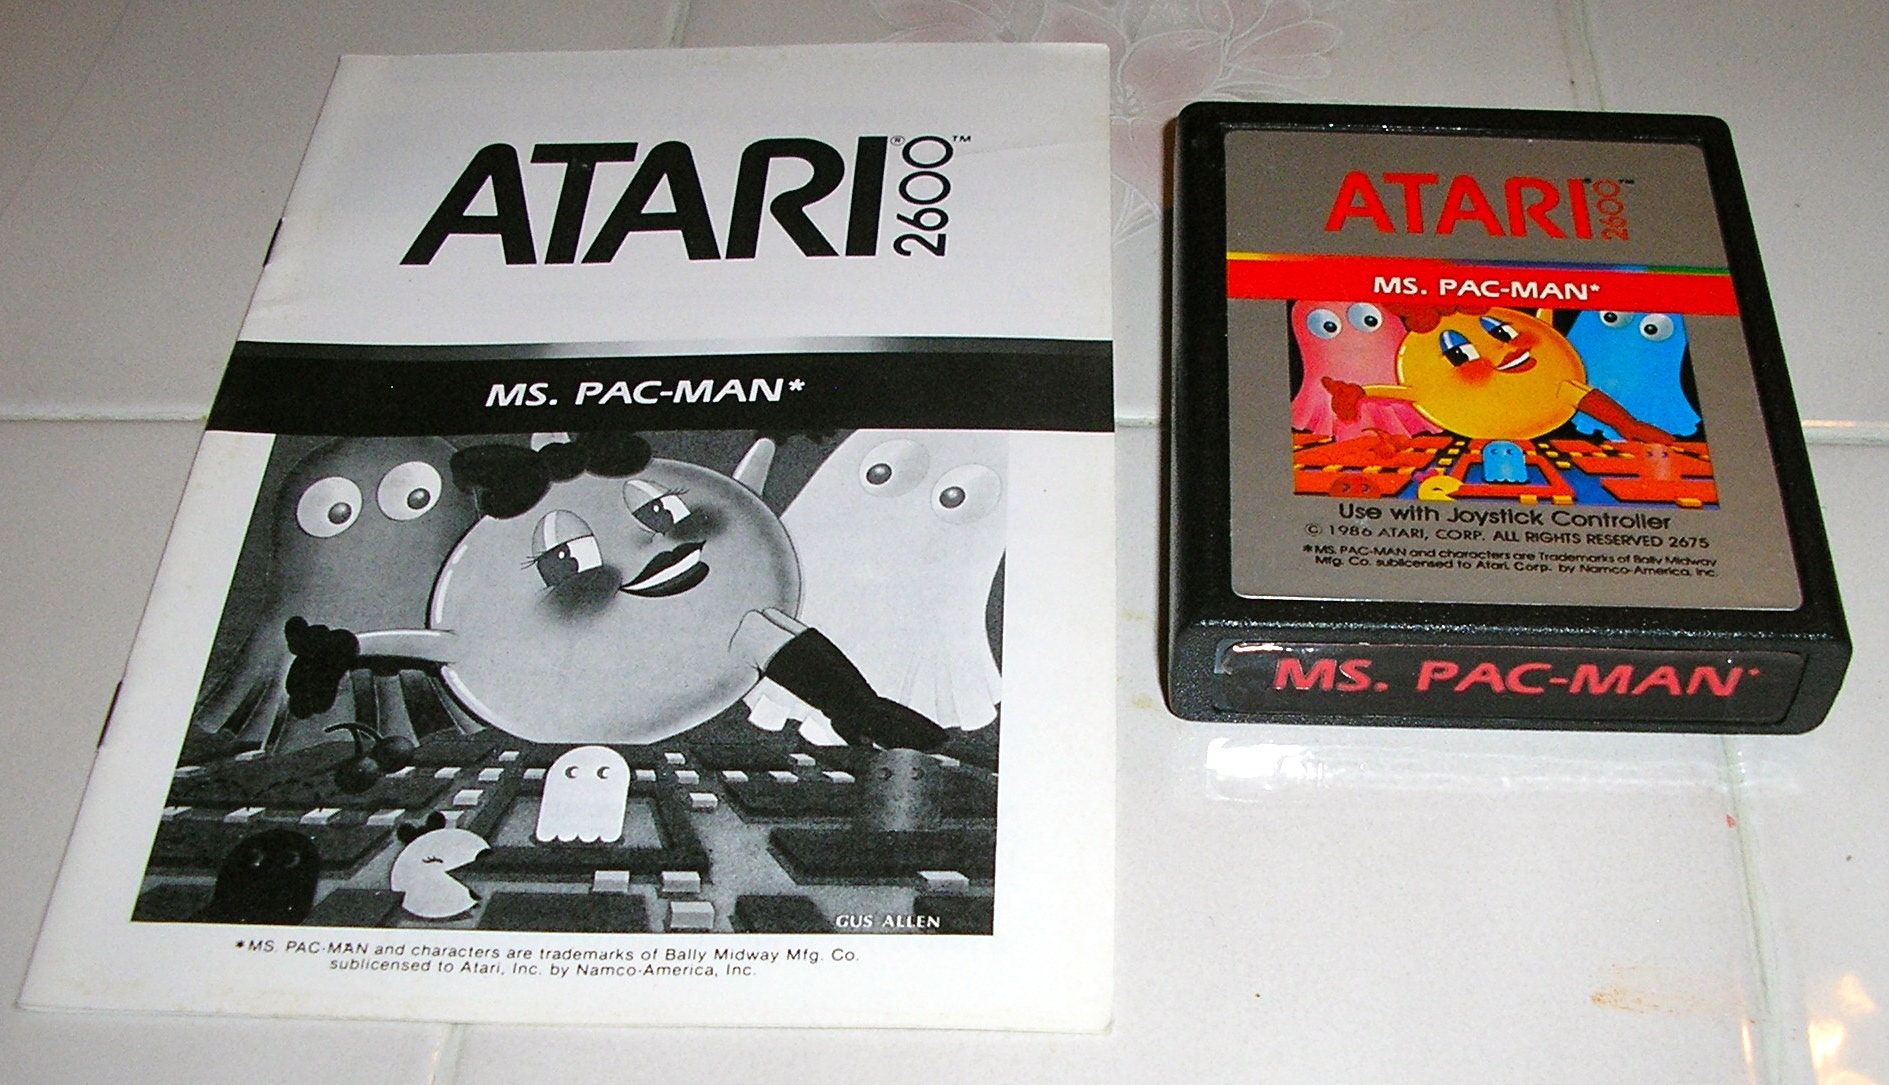 ATARI® 2600™
MS. PAC-MAN*
GUS ALLEN
*MS. PAC-MAN and characters are trademarks of Bally Midway Mfg. Co.
sublicensed to Atari, Inc. by Namco-America, Inc.
ATARI® 2600™
MS. PAC-MAN*
Use with Joystick Controller
© 1986 ATARI, CORP. ALL RIGHTS RESERVED 2675
*MS. PAC-MAN and characters are Trademarks of Bally Midway
Mfg. Co. sublicensed to Atari, Corp. by Namco-America, Inc.
MS. PAC-MAN*